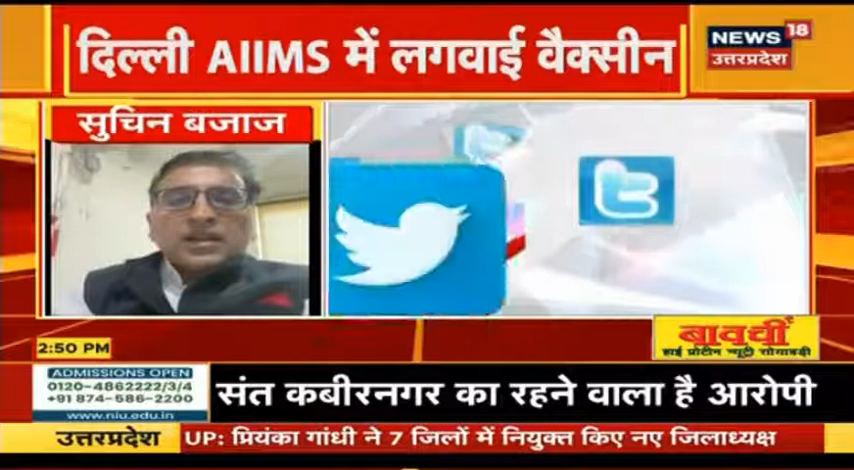 दिल्ली AIIMS में लगवाई वैक्सीन
NEWS 18
उत्तरप्रदेश
सुचिन बजाज
2:50 PM
बावर्ची
हाई प्रोटीन न्यूट्री सोयाबड़ी
ADMISSIONS OPEN
0120-4862222/3/4
+91 874-586-2200
www.niu.edu.in
संत कबीरनगर का रहने वाला है आरोपी
उत्तरप्रदेश
UP: प्रियंका गांधी ने 7 जिलों में नियुक्त किए नए जिलाध्यक्ष